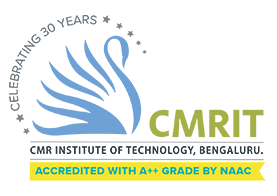 CELEBRATING 30 YEARS
CMRIT
CMR INSTITUTE OF TECHNOLOGY, BENGALURU.
ACCREDITED WITH A++ GRADE BY NAAC